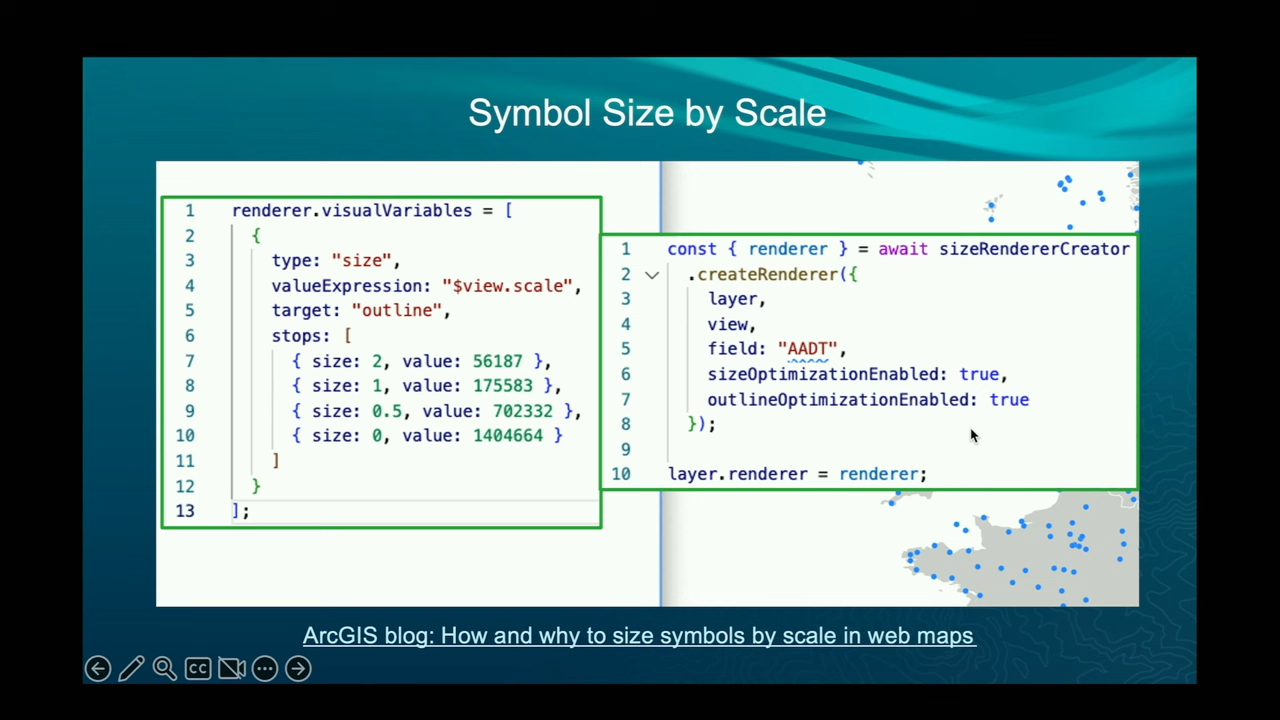 Symbol Size by Scale
1 renderer.visualVariables = [
2 {
3 type: "size",
4 valueExpression: "$view.scale",
5 target: "outline",
6 stops: [
7 { size: 2, value: 56187 },
8 { size: 1, value: 175583 },
9 { size: 0.5, value: 702332 },
10 { size: 0, value: 1404664 }
11 ]
12 }
13 ];
1 const { renderer } = await sizeRendererCreator
2 .createRenderer({
3 layer,
4 view,
5 field: "AADT",
6 sizeOptimizationEnabled: true,
7 outlineOptimizationEnabled: true
8 });
9
10 layer.renderer = renderer;
ArcGIS blog: How and why to size symbols by scale in web maps
CC